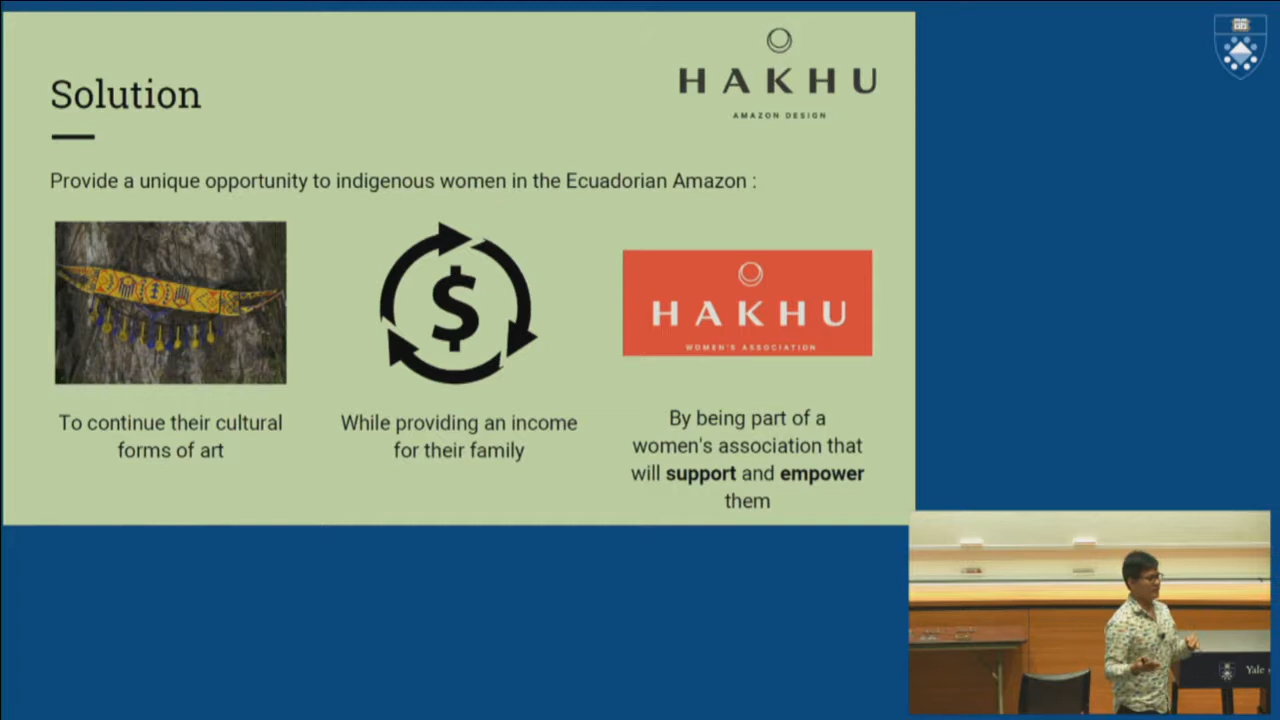 HAKHU
AMAZON DESIGN
Solution
Provide a unique opportunity to indigenous women in the Ecuadorian Amazon :
$
HAKHU
WOMEN'S ASSOCIATION
To continue their cultural
forms of art
While providing an income
for their family
By being part of a
women's association that
will support and empower
them
Yale